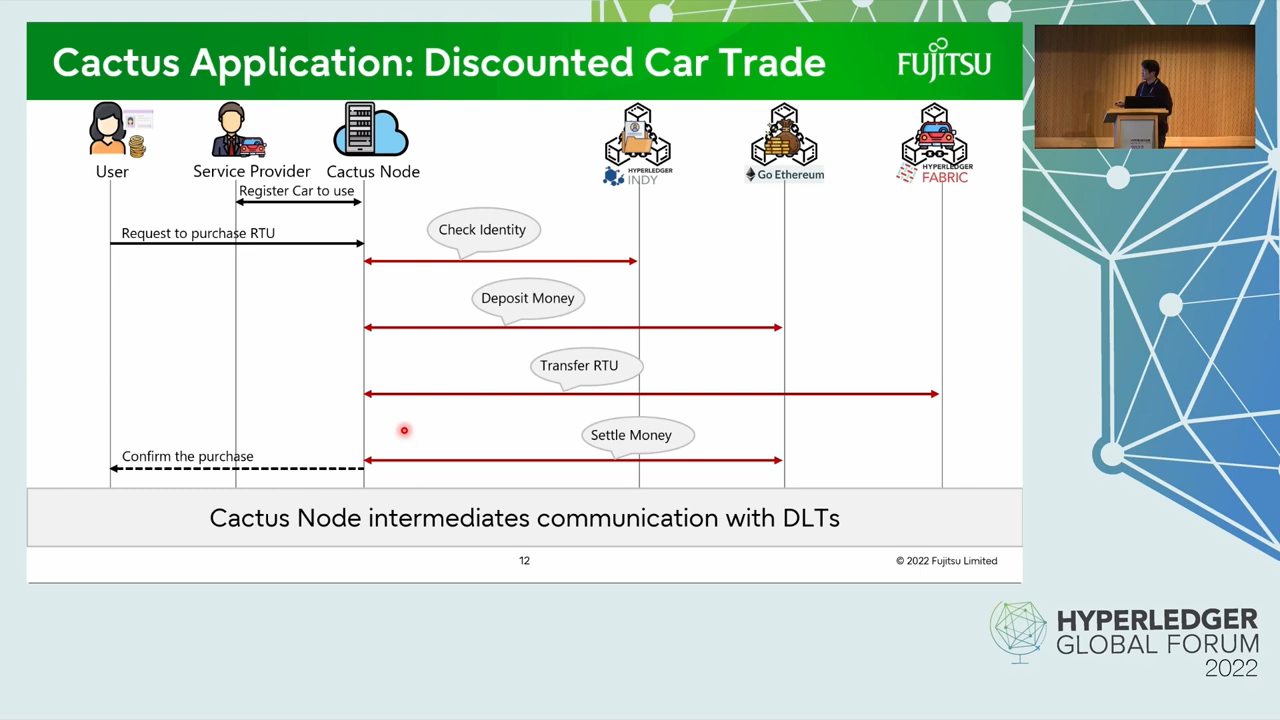 Cactus Application: Discounted Car Trade
FUJITSU
User
Service Provider
Cactus Node
HYPERLEDGER
INDY
Go Ethereum
HYPERLEDGER
FABRIC
Register Car to use
Request to purchase RTU
Check Identity
Deposit Money
Transfer RTU
Settle Money
Confirm the purchase
Cactus Node intermediates communication with DLTs
12
© 2022 Fujitsu Limited
HYPERLEDGER
GLOBAL FORUM
2022